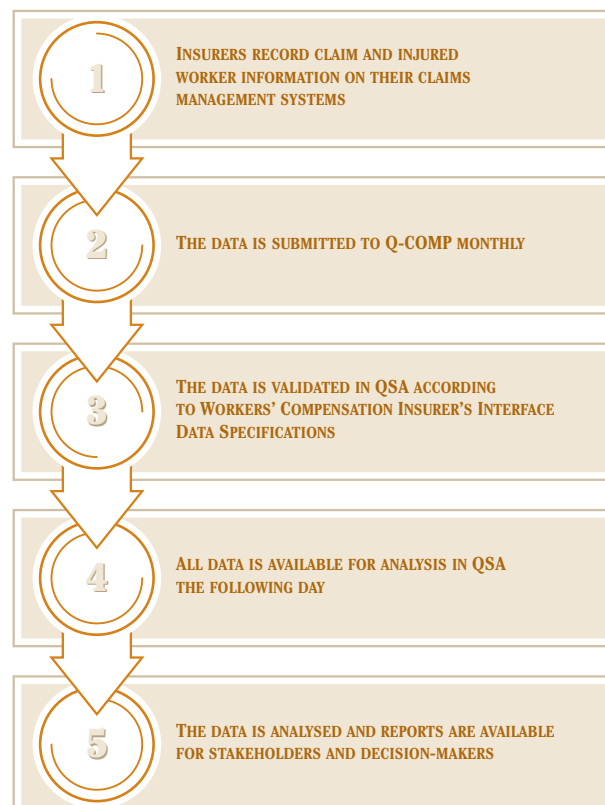 1
INSURERS RECORD CLAIM AND INJURED
WORKER INFORMATION ON THEIR CLAIMS
MANAGEMENT SYSTEMS
2
THE DATA IS SUBMITTED TO Q-COMP MONTHLY
3
THE DATA IS VALIDATED IN QSA ACCORDING
TO WORKERS’ COMPENSATION INSURER’S INTERFACE
DATA SPECIFICATIONS
4
ALL DATA IS AVAILABLE FOR ANALYSIS IN QSA
THE FOLLOWING DAY
5
THE DATA IS ANALYSED AND REPORTS ARE AVAILABLE
FOR STAKEHOLDERS AND DECISION-MAKERS